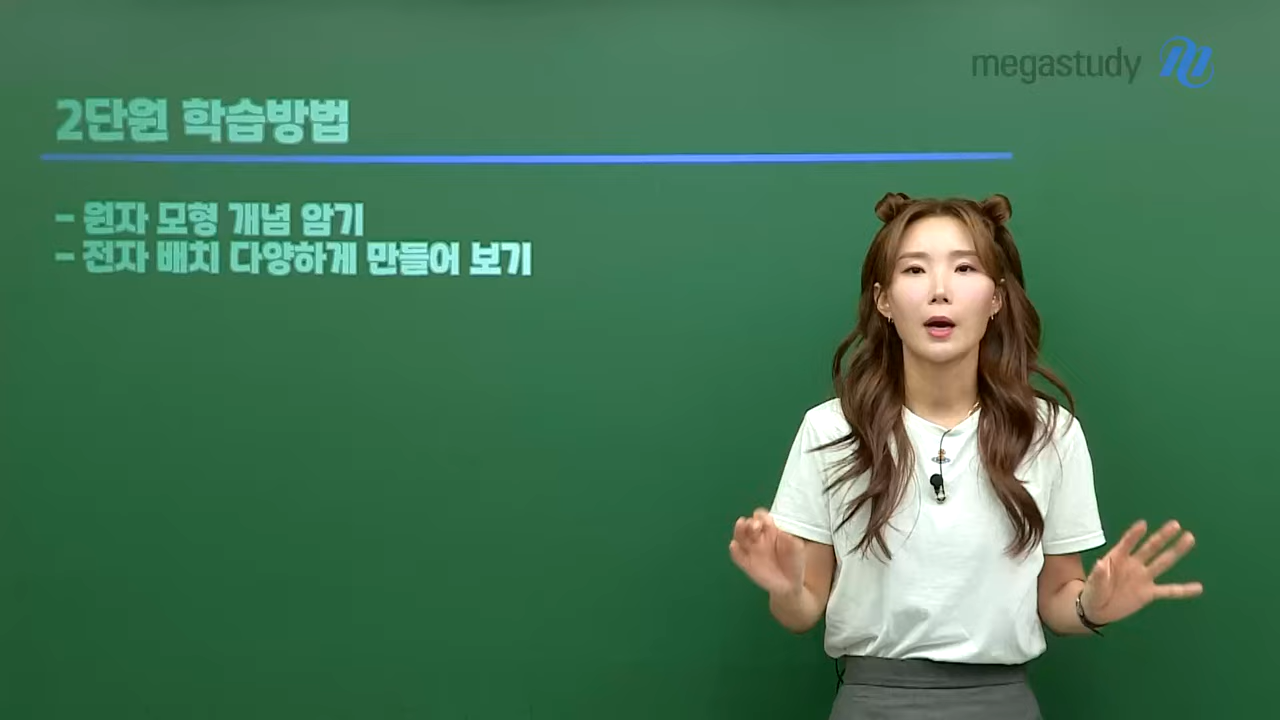 megastudy
2단원 학습방법
- 원자 모형 개념 암기
- 전자 배치 다양하게 만들어 보기